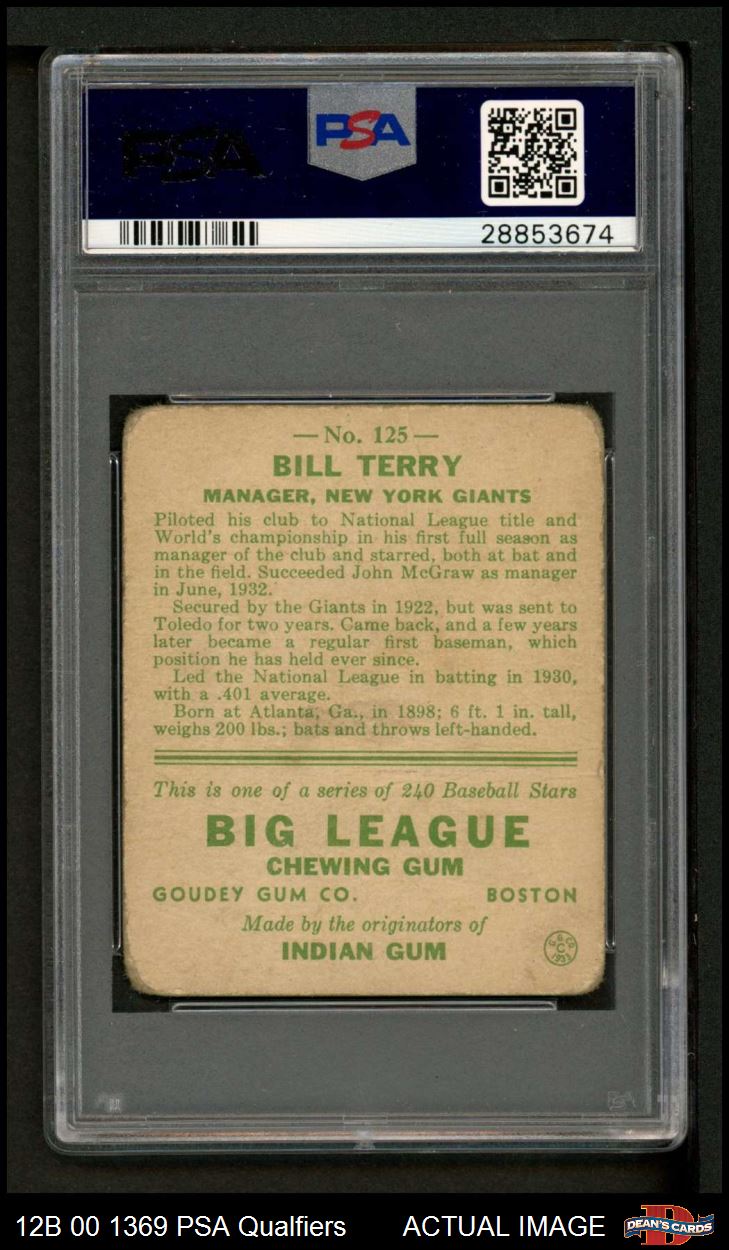 PSA
PSA
28853674
— No. 125 —
BILL TERRY
MANAGER, NEW YORK GIANTS
Piloted his club to National League title and
World's championship in his first full season as
manager of the club and starred, both at bat and
in the field. Succeeded John McGraw as manager
in June, 1932.
Secured by the Giants in 1922, but was sent to
Toledo for two years. Came back, and a few years
later became a regular first baseman, which
position he has held ever since.
Led the National League in batting in 1930,
with a .401 average.
Born at Atlanta, Ga., in 1898; 6 ft. 1 in. tall,
weighs 200 lbs.; bats and throws left-handed.
This is one of a series of 240 Baseball Stars
BIG LEAGUE
CHEWING GUM
GOUDEY GUM CO. BOSTON
Made by the originators of
INDIAN GUM
G. G. CO.
C
1933
12B 00 1369 PSA Qualfiers ACTUAL IMAGE
DEAN'S CARDS